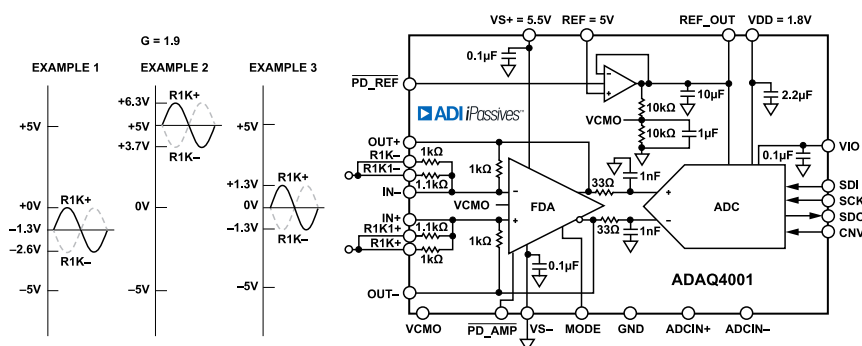 G = 1.9
EXAMPLE 1
EXAMPLE 2
EXAMPLE 3
+5V
R1K+
+0V
−1.3V
−2.6V
R1K−
−5V
+6.3V
R1K+
+5V
+3.7V
R1K−
0V
−5V
+5V
R1K+
+1.3V
0V
−1.3V
R1K−
−5V
VS+ = 5.5V
REF = 5V
REF_OUT
VDD = 1.8V
0.1µF
PD_REF
10µF
2.2µF
10kΩ
VCMO
10kΩ
1µF
ADI iPassives™
VIO
0.1µF
OUT+
R1K−
1kΩ
R1K1−
1.1kΩ
IN−
1kΩ
1nF
33Ω
VCMO
FDA
ADC
SDI
SCK
SDO
CNV
IN+
R1K1+
1.1kΩ
R1K+
1kΩ
1kΩ
33Ω
1nF
0.1µF
OUT−
ADAQ4001
VCMO
PD_AMP
VS−
MODE
GND
ADCIN+
ADCIN−